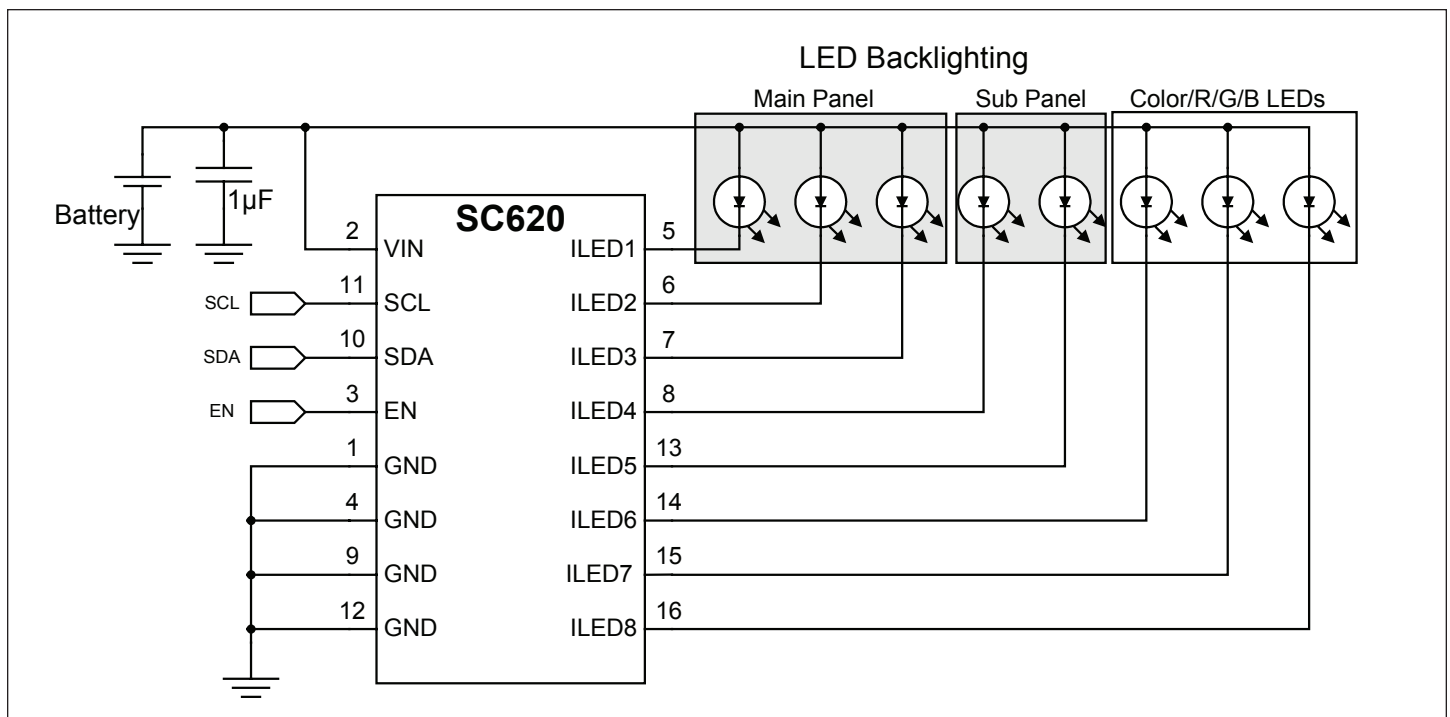 LED Backlighting
Main Panel
Sub Panel
Color/R/G/B LEDs
Battery
1µF
SC620
2
VIN
ILED1
5
SCL
11
SCL
ILED2
6
SDA
10
SDA
ILED3
7
EN
3
EN
ILED4
8
1
GND
ILED5
13
4
GND
ILED6
14
9
GND
ILED7
15
12
GND
ILED8
16